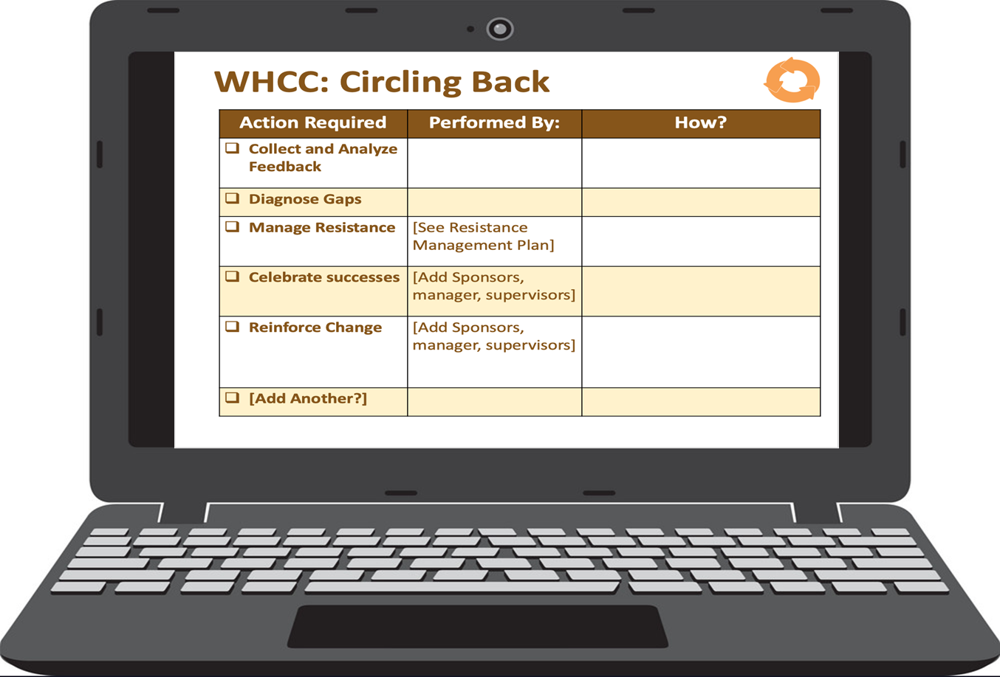 WHCC: Circling Back
Action Required
Performed By:
How?
Collect and Analyze
Feedback
Diagnose Gaps
Manage Resistance
[See Resistance
Management Plan]
Celebrate successes
[Add Sponsors,
manager, supervisors]
Reinforce Change
[Add Sponsors,
manager, supervisors]
[Add Another?]